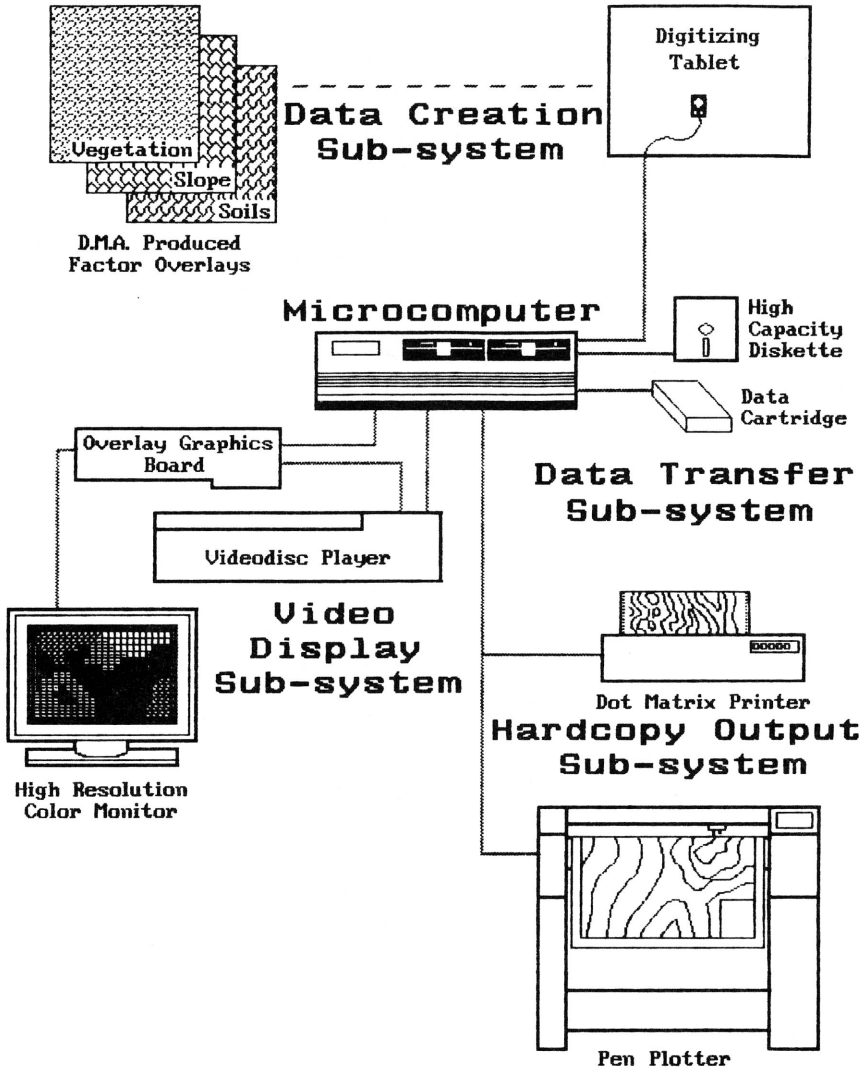 Digitizing
Tablet
Data Creation
Sub-system
Vegetation
Slope
Soils
D.M.A. Produced
Factor Overlays
Microcomputer
High
Capacity
Diskette
Data
Cartridge
Overlay Graphics
Board
Data Transfer
Sub-system
Videodisc Player
Video
Display
Sub-system
Dot Matrix Printer
Hardcopy Output
Sub-system
High Resolution
Color Monitor
Pen Plotter